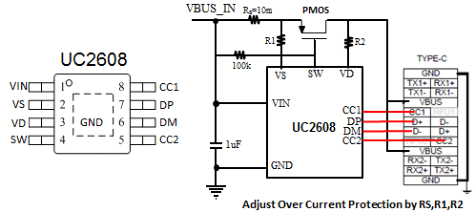 VBUS_IN
Rs=10m
PMOS
R1
R2
100k
UC2608
VIN 1 8 CC1
VS 2 7 DP
VD 3 6 DM
SW 4 5 CC2
GND
VS SW VD
VIN
UC2608
1uF
GND
CC1
DP
DM
CC2
TYPE-C
GND
TX1+ RX1+
TX1- RX1-
VBUS
CC1
D+ D-
D- D+
CC2
VBUS
RX2- TX2-
RX2+ TX2+
GND
Adjust Over Current Protection by RS,R1,R2